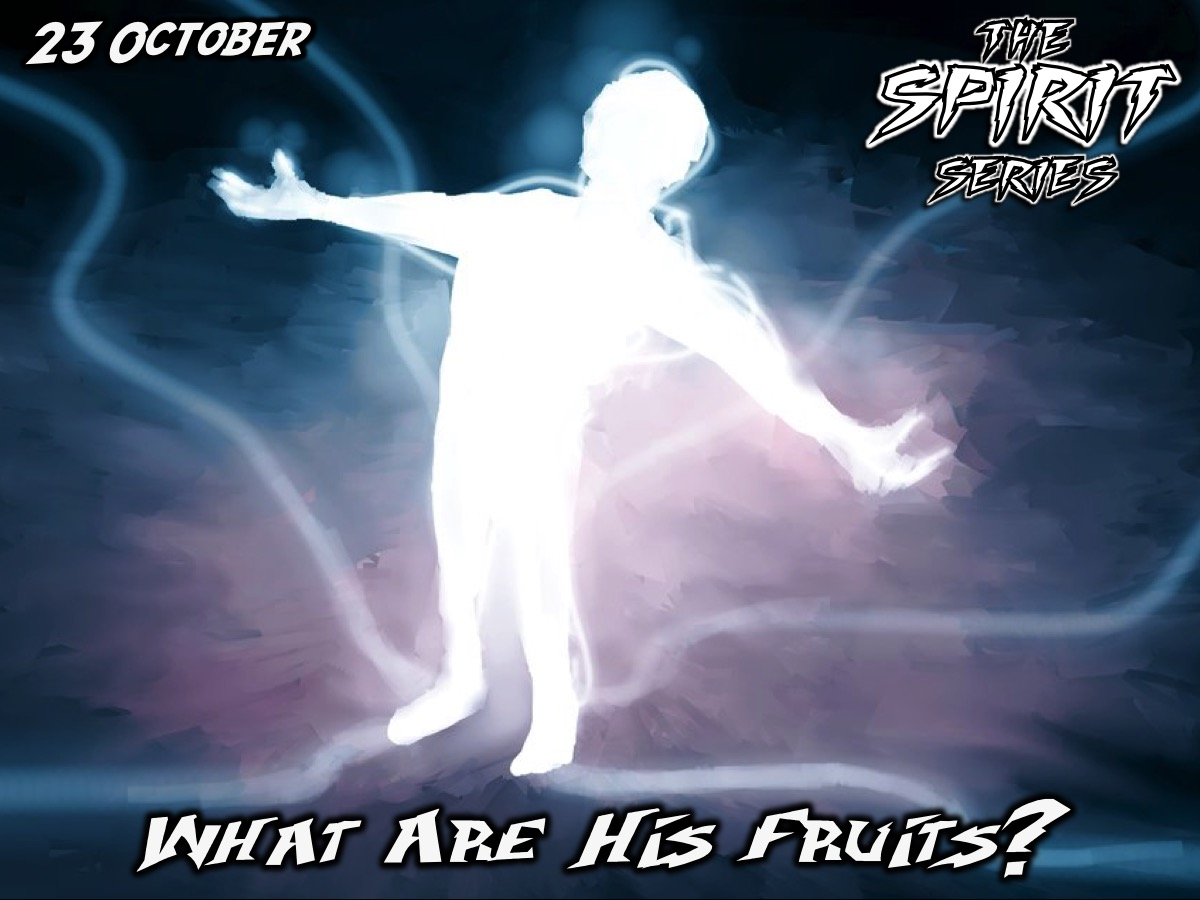 23 October
THE
SPIRIT
SERIES
What Are His Fruits?